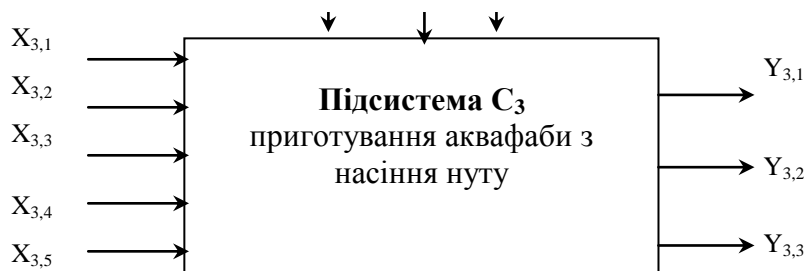 X3,1
X3,2
X3,3
X3,4
X3,5
Підсистема С3
приготування аквафаби з
насіння нуту
Y3,1
Y3,2
Y3,3